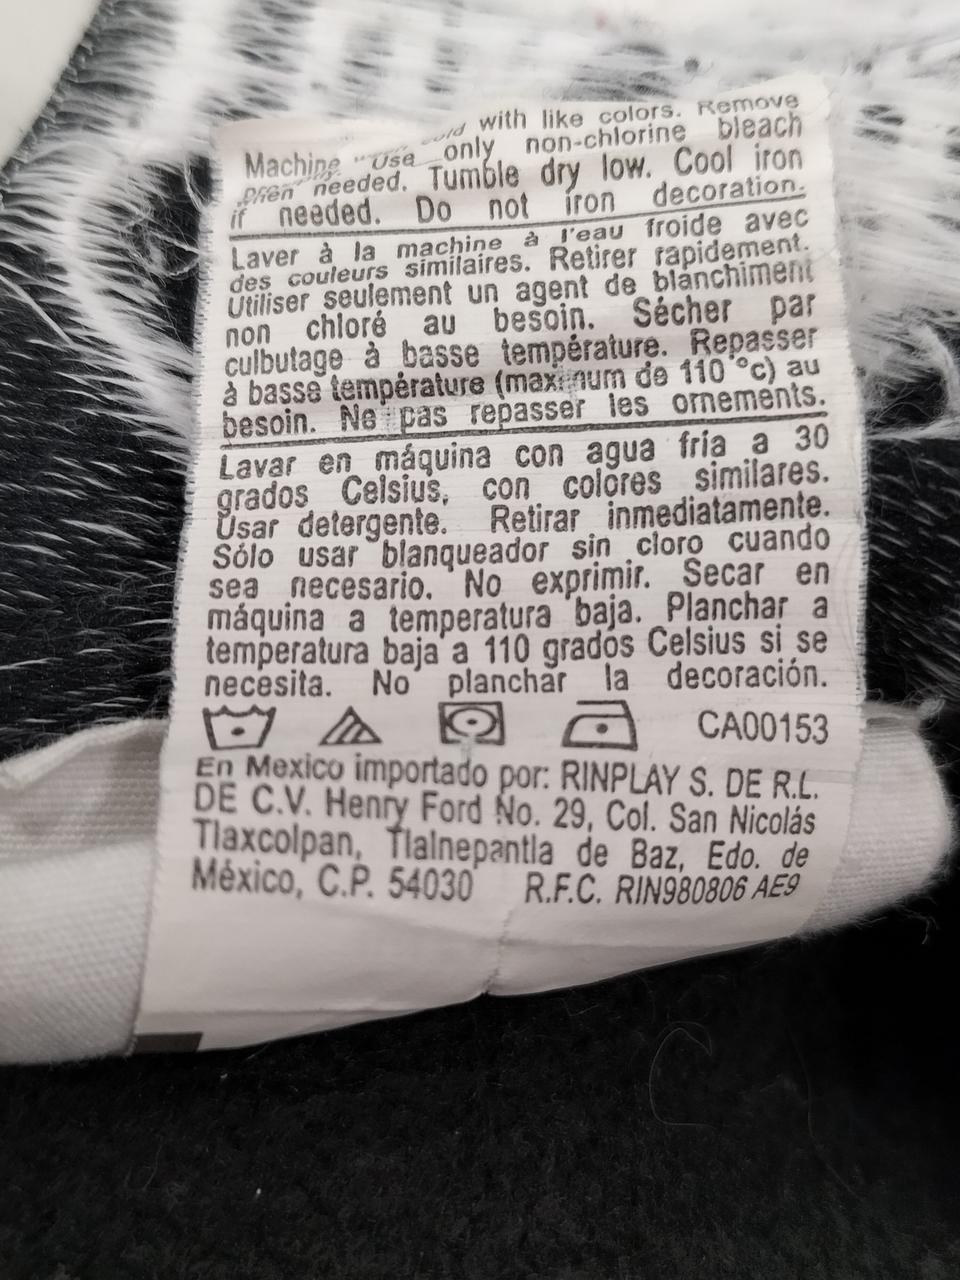 with like colors. Remove
Machine Use only non-chlorine bleach
needed. Tumble dry low. Cool iron
if needed. Do not iron decoration.
Laver à la machine à l'eau froide avec
des couleurs similaires. Retirer rapidement.
Utiliser seulement un agent de blanchiment
non chloré au besoin. Sécher par
culbutage à basse température. Repasser
à basse température (maximum de 110 °c) au
besoin. Ne pas repasser les ornements.
Lavar en máquina con agua fría a 30
grados Celsius, con colores similares.
Usar detergente. Retirar inmediatamente.
Sólo usar blanqueador sin cloro cuando
sea necesario. No exprimir. Secar en
máquina a temperatura baja. Planchar a
temperatura baja a 110 grados Celsius si se
necesita. No planchar la decoración.
CA00153
En Mexico importado por: RINPLAY S. DE R.L.
DE C.V. Henry Ford No. 29, Col. San Nicolás
Tlaxcolpan, Tlalnepantla de Baz, Edo. de
México, C.P. 54030 R.F.C. RIN980806 AE9